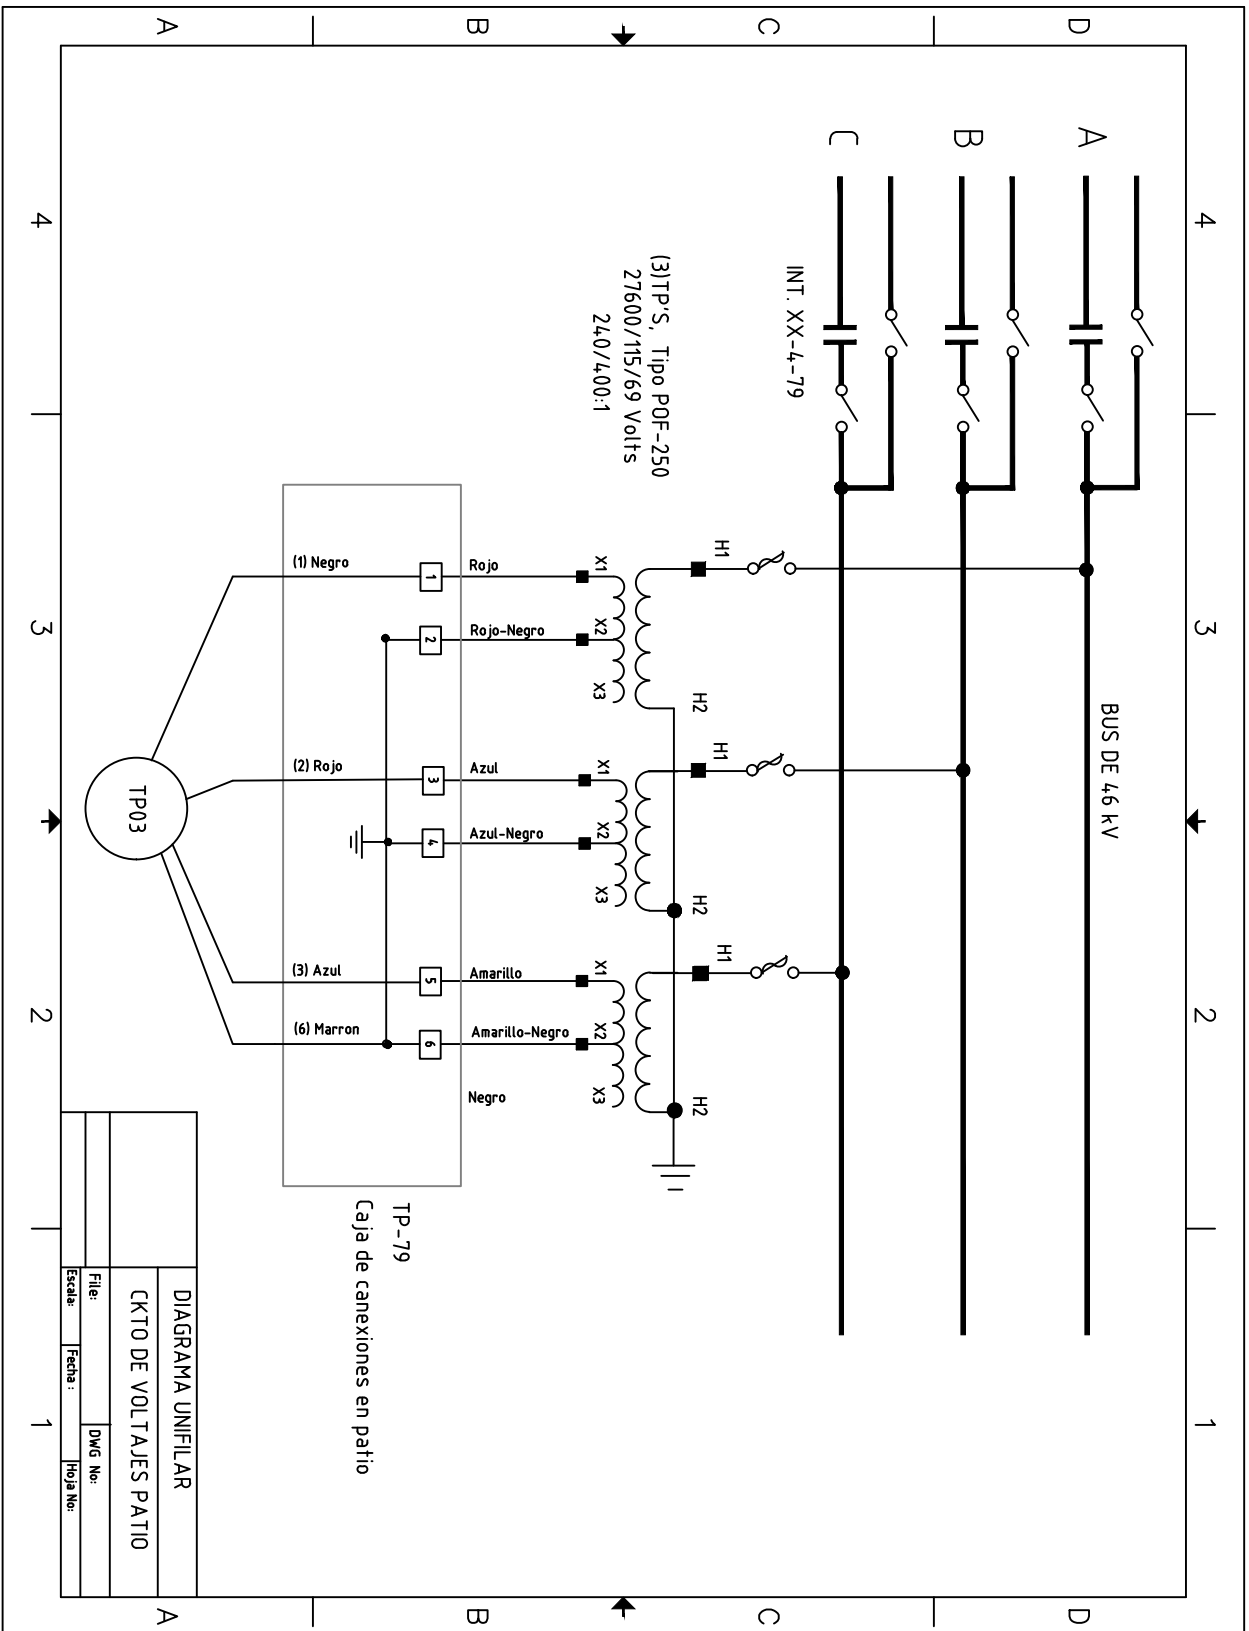 4
3
2
1
D
D
C
C
B
B
A
A
4
3
2
1
A
B
C
INT. XX-4-79
BUS DE 46 kV
(3)TP'S, Tipo POF-250
27600/115/69 Volts
240/400:1
H1
H2
H1
H2
H1
H2
X1
X2
X3
X1
X2
X3
X1
X2
X3
Rojo
Rojo-Negro
Azul
Azul-Negro
Amarillo
Amarillo-Negro
Negro
1
2
3
4
5
6
(1) Negro
(2) Rojo
(3) Azul
(6) Marron
TP03
TP-79
Caja de canexiones en patio
DIAGRAMA UNIFILAR
CKTO DE VOLTAJES PATIO
File:
DWG No:
Escala:
Fecha :
Hoja No: